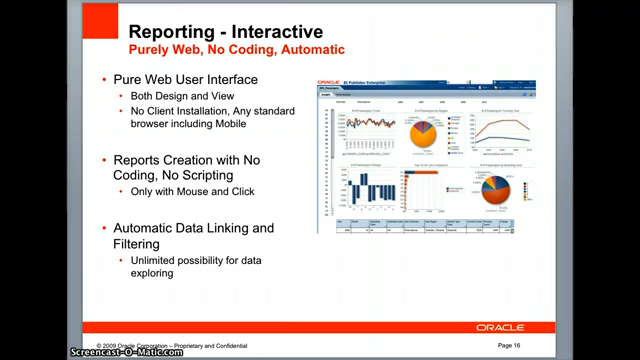 Reporting - Interactive
Purely Web, No Coding, Automatic
• Pure Web User Interface
• Both Design and View
• No Client Installation, Any standard
browser including Mobile
• Reports Creation with No
Coding, No Scripting
• Only with Mouse and Click
• Automatic Data Linking and
Filtering
• Unlimited possibility for data
exploring
ORACLE BI Publisher Enterprise
ORACLE
© 2009 Oracle Corporation – Proprietary and Confidential
Page 16
Screencast-O-Matic.com